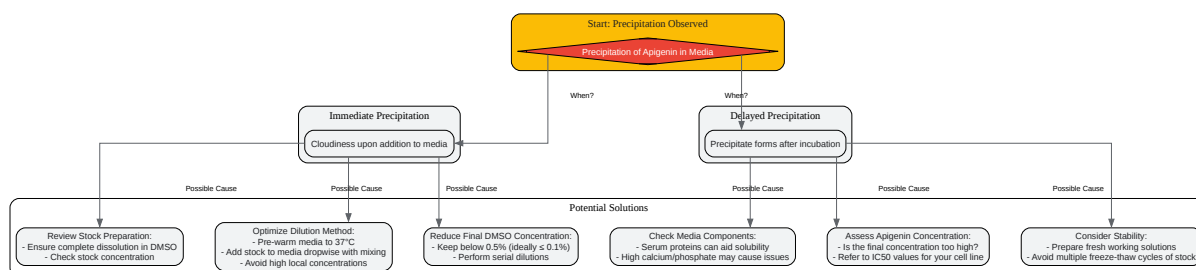 Start: Precipitation Observed
Precipitation of Apigenin in Media
When?
When?
Immediate Precipitation
Cloudiness upon addition to media
Delayed Precipitation
Precipitate forms after incubation
Possible Cause
Possible Cause
Possible Cause
Possible Cause
Possible Cause
Possible Cause
Potential Solutions
Review Stock Preparation:
- Ensure complete dissolution in DMSO
- Check stock concentration
Optimize Dilution Method:
- Pre-warm media to 37°C
- Add stock to media dropwise with mixing
- Avoid high local concentrations
Reduce Final DMSO Concentration:
- Keep below 0.5% (ideally ≤ 0.1%)
- Perform serial dilutions
Check Media Components:
- Serum proteins can aid solubility
- High calcium/phosphate may cause issues
Assess Apigenin Concentration:
- Is the final concentration too high?
- Refer to IC50 values for your cell line
Consider Stability:
- Prepare fresh working solutions
- Avoid multiple freeze-thaw cycles of stock